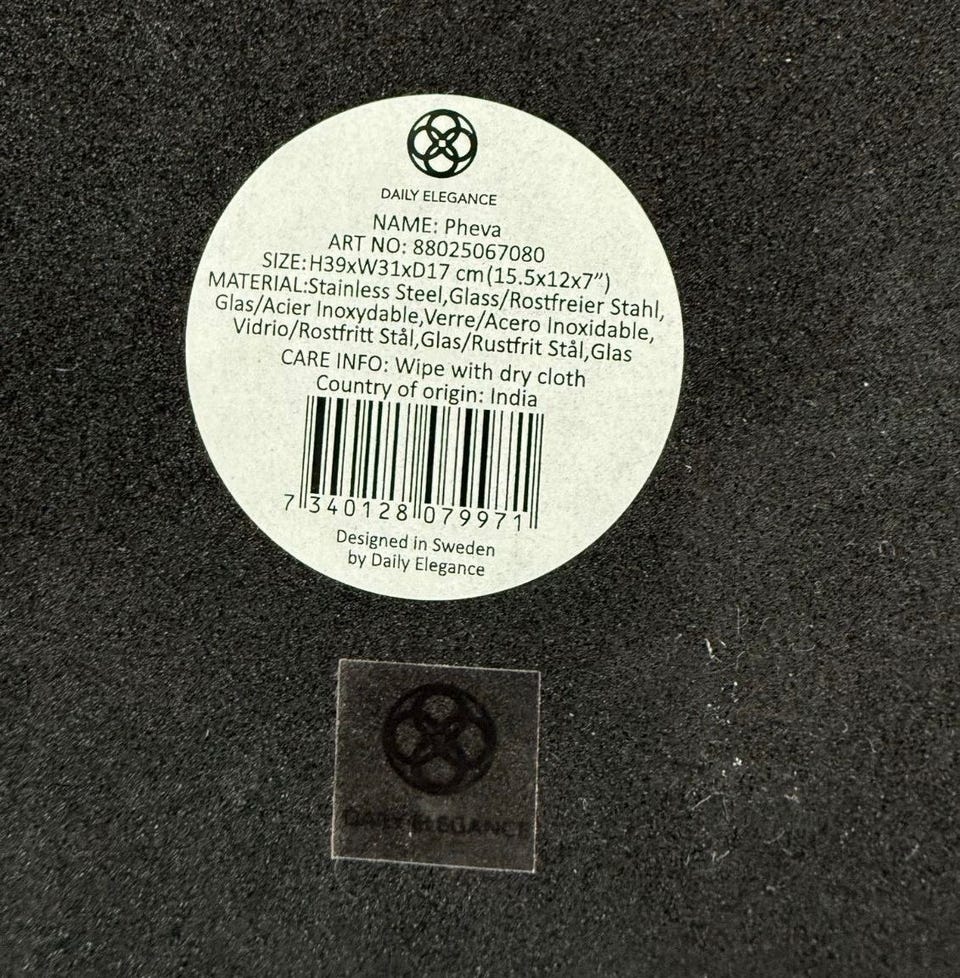 DAILY ELEGANCE
NAME: Pheva
ART NO: 88025067080
SIZE:H39xW31xD17 cm(15.5x12x7”)
MATERIAL:Stainless Steel,Glass/Rostfreier Stahl,
Glas/Acier Inoxydable,Verre/Acero Inoxidable,
Vidrio/Rostfritt Stål,Glas/Rustfrit Stål,Glas
CARE INFO: Wipe with dry cloth
Country of origin: India
7 340128 079971
Designed in Sweden
by Daily Elegance
DAILY ELEGANCE